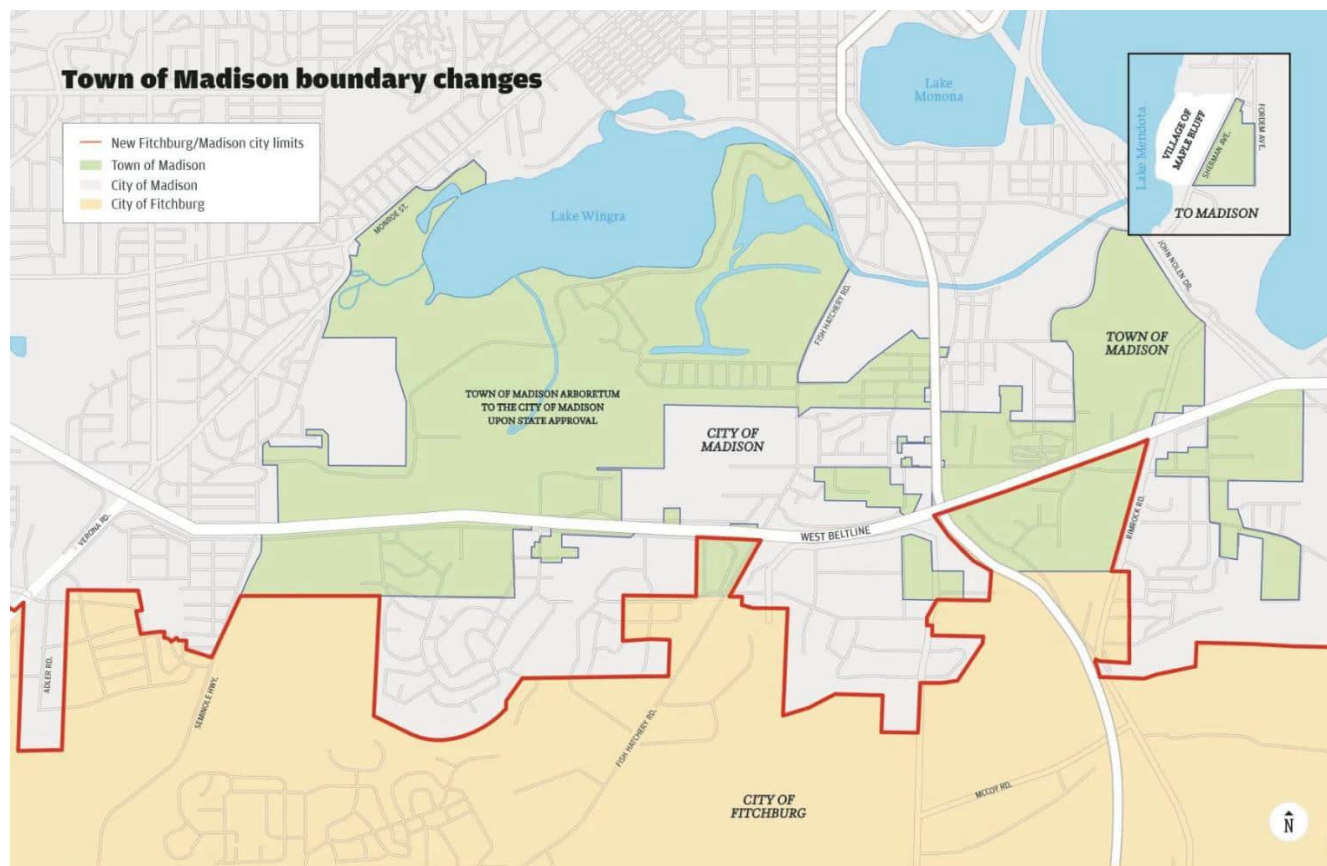 Town of Madison boundary changes
New Fitchburg/Madison city limits
Town of Madison
City of Madison
City of Fitchburg
Lake
Monona
Lake Mendota
VILLAGE OF
MAPLE BLUFF
SHERMAN AVE.
FORDEM AVE.
TO MADISON
MONROE ST.
Lake Wingra
JOHN NOLEN DR.
FISH HATCHERY RD.
TOWN OF
MADISON
TOWN OF MADISON ARBORETUM
TO THE CITY OF MADISON
UPON STATE APPROVAL
CITY OF
MADISON
VERONA RD.
WEST BELTLINE
RIMROCK RD.
ADLER RD.
SEMINOLE HWY.
FISH HATCHERY RD.
MCCOY RD.
CITY OF
FITCHBURG
N